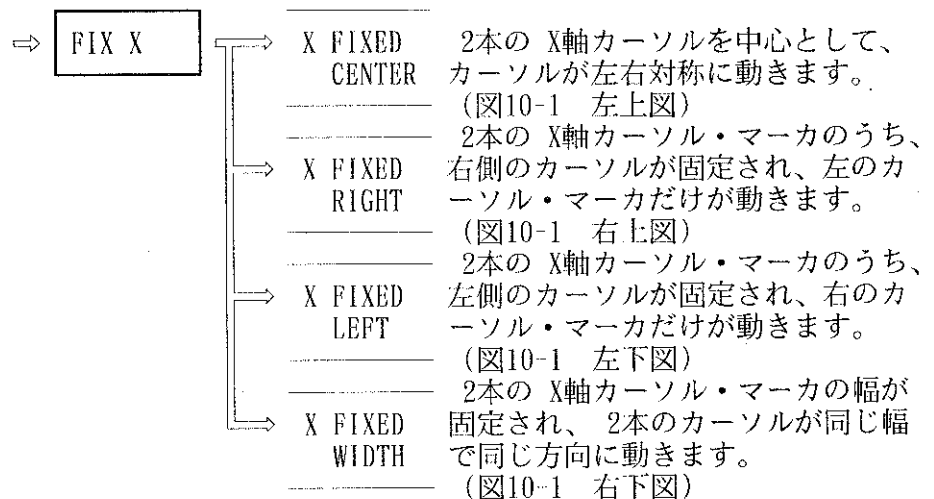 ⇒ FIX X
X FIXED CENTER
2本の X軸カーソルを中心として、
カーソルが左右対称に動きます。
(図10-1 左上図)
X FIXED RIGHT
2本の X軸カーソル・マーカのうち、
右側のカーソルが固定され、左のカ
ーソル・マーカだけが動きます。
(図10-1 右上図)
X FIXED LEFT
2本の X軸カーソル・マーカのうち、
左側のカーソルが固定され、右のカ
ーソル・マーカだけが動きます。
(図10-1 左下図)
X FIXED WIDTH
2本の X軸カーソル・マーカの幅が
固定され、 2本のカーソルが同じ幅
で同じ方向に動きます。
(図10-1 右下図)